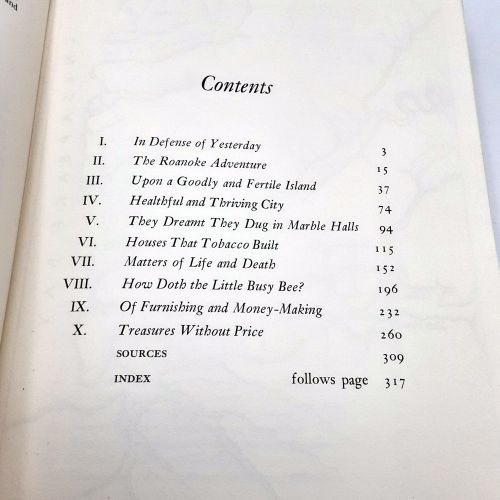 and
Contents
I. In Defense of Yesterday 3
II. The Roanoke Adventure 15
III. Upon a Goodly and Fertile Island 37
IV. Healthful and Thriving City 74
V. They Dreamt They Dug in Marble Halls 94
VI. Houses That Tobacco Built 115
VII. Matters of Life and Death 152
VIII. How Doth the Little Busy Bee? 196
IX. Of Furnishing and Money-Making 232
X. Treasures Without Price 260
SOURCES 309
INDEX follows page 317